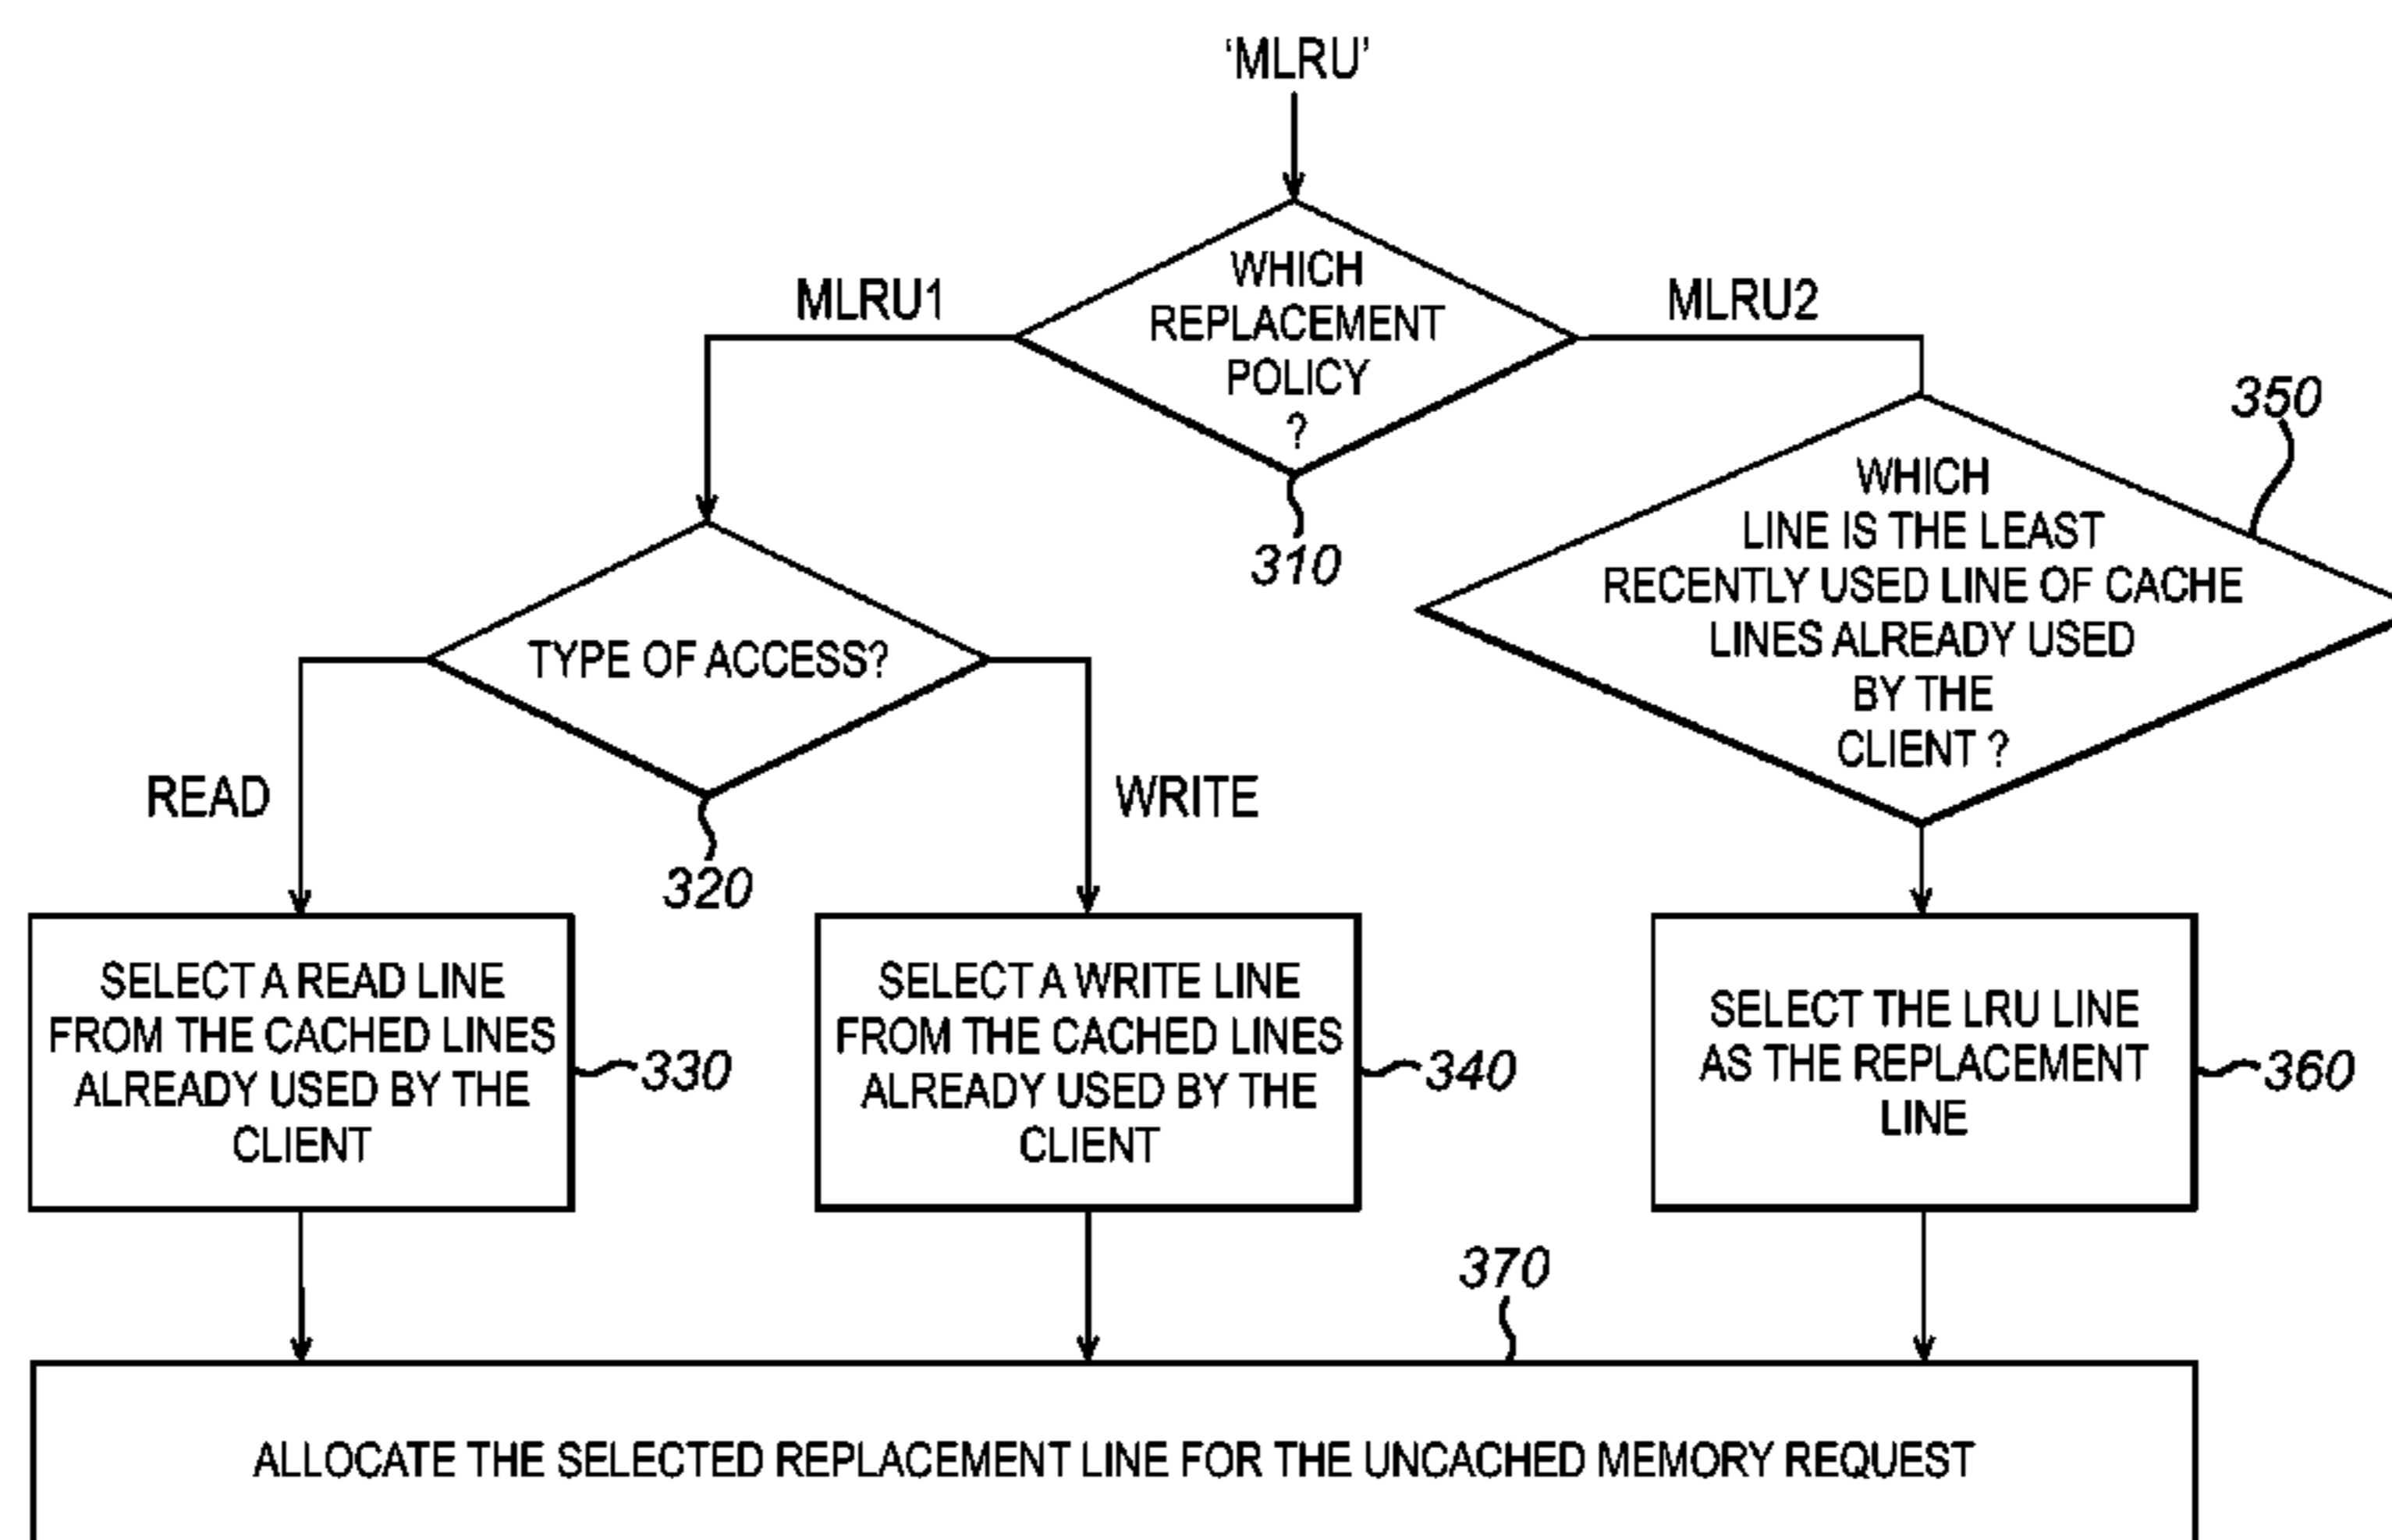 ‘MLRU’
WHICH
REPLACEMENT
POLICY
?
310
MLRU1
MLRU2
350
WHICH
LINE IS THE LEAST
RECENTLY USED LINE OF CACHE
LINES ALREADY USED
BY THE
CLIENT ?
TYPE OF ACCESS?
320
READ
WRITE
SELECT A READ LINE
FROM THE CACHED LINES
ALREADY USED BY THE
CLIENT
330
SELECT A WRITE LINE
FROM THE CACHED LINES
ALREADY USED BY THE
CLIENT
340
SELECT THE LRU LINE
AS THE REPLACEMENT
LINE
360
370
ALLOCATE THE SELECTED REPLACEMENT LINE FOR THE UNCACHED MEMORY REQUEST